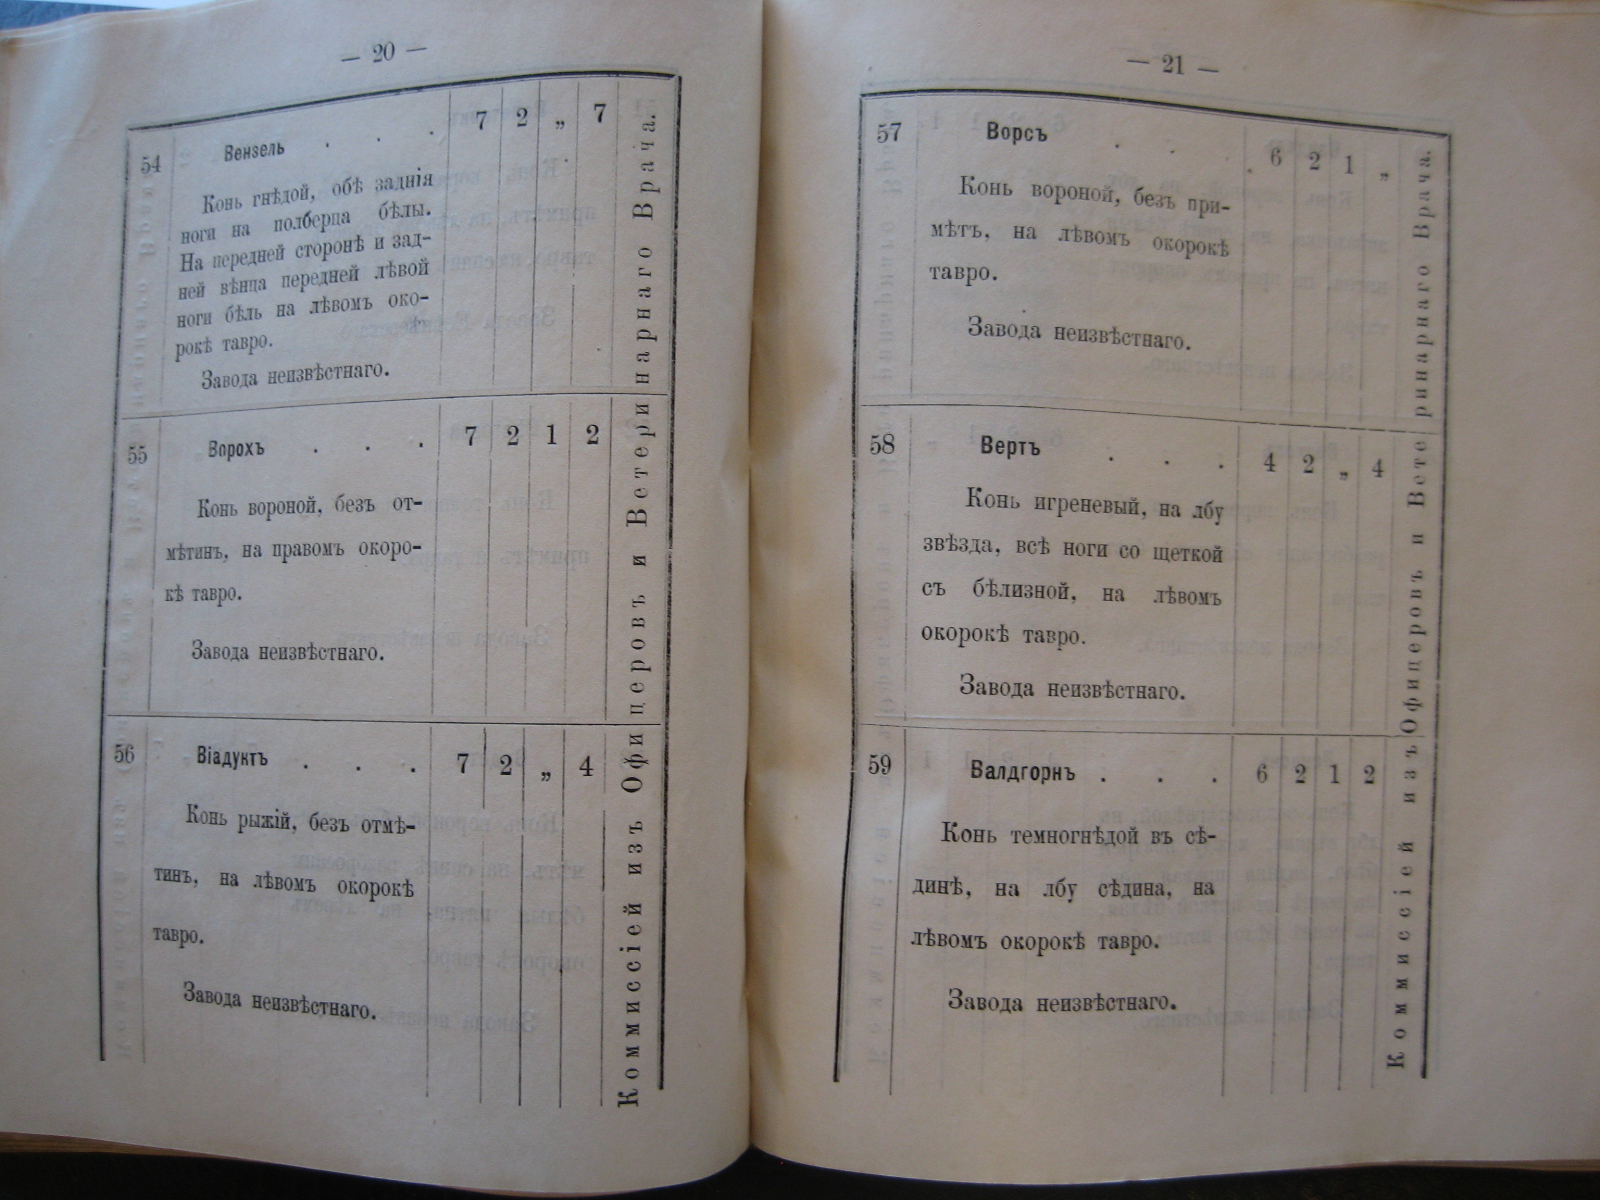 — 20 —
54 Вензель . . . 7 2 „ 7
Конь гнѣдой, обѣ заднія
ноги на полберца бѣлы.
На передней сторонѣ и зад-
ней вѣнца передней лѣвой
ноги бѣль на лѣвомъ око-
рокѣ тавро.
Завода неизвѣстнаго.
55 Ворохъ . . . 7 2 1 2
Конь вороной, безъ от-
мѣтинъ, на правомъ окоро-
кѣ тавро.
Завода неизвѣстнаго.
56 Віадуктъ . . . 7 2 „ 4
Конь рыжій, безъ отмѣ-
тинъ, на лѣвомъ окорокѣ
тавро.
Завода неизвѣстнаго.
Коммиссіей изъ Офицеровъ и Ветеринарнаго Врача.
— 21 —
57 Ворсъ . . . 6 2 1 „
Конь вороной, безъ при-
мѣтъ, на лѣвомъ окорокѣ
тавро.
Завода неизвѣстнаго.
58 Вертъ . . . 4 2 „ 4
Конь игреневый, на лбу
звѣзда, всѣ ноги со щеткой
съ бѣлизной, на лѣвомъ
окорокѣ тавро.
Завода неизвѣстнаго.
59 Валдгорнъ . . . 6 2 1 2
Конь темногнѣдой въ сѣ-
динѣ, на лбу сѣдина, на
лѣвомъ окорокѣ тавро.
Завода неизвѣстнаго.
Коммиссіей изъ Офицеровъ и Ветеринарнаго Врача.